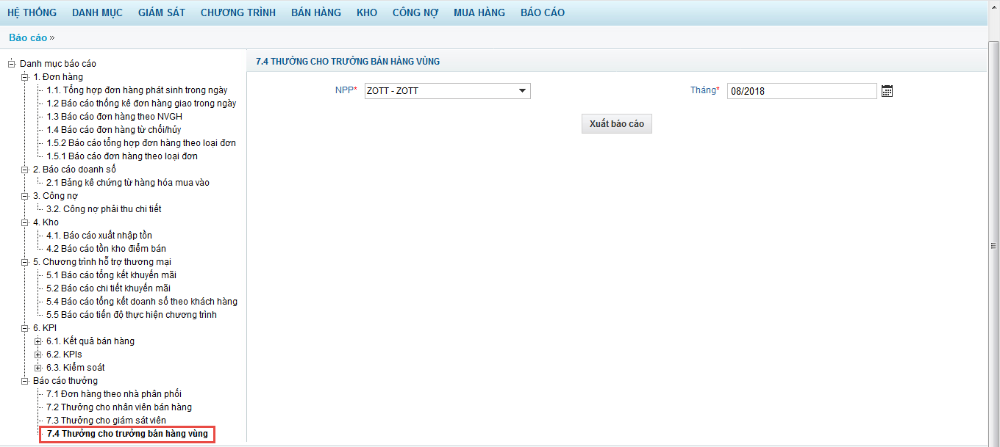 HỆ THỐNG DANH MỤC GIÁM SÁT CHƯƠNG TRÌNH BÁN HÀNG KHO CÔNG NỢ MUA HÀNG BÁO CÁO
Báo cáo »
Danh mục báo cáo
1. Đơn hàng
1.1. Tổng hợp đơn hàng phát sinh trong ngày
1.2 Báo cáo thống kê đơn hàng giao trong ngày
1.3 Báo cáo đơn hàng theo NVGH
1.4 Báo cáo đơn hàng từ chối/hủy
1.5.2 Báo cáo tổng hợp đơn hàng theo loại đơn
1.5.1 Báo cáo đơn hàng theo loại đơn
2. Báo cáo doanh số
2.1 Bảng kê chứng từ hàng hóa mua vào
3. Công nợ
3.2. Công nợ phải thu chi tiết
4. Kho
4.1. Báo cáo xuất nhập tồn
4.2 Báo cáo tồn kho điểm bán
5. Chương trình hỗ trợ thương mại
5.1 Báo cáo tổng kết khuyến mãi
5.2 Báo cáo chi tiết khuyến mãi
5.4 Báo cáo tổng kết doanh số theo khách hàng
5.5 Báo cáo tiến độ thực hiện chương trình
6. KPI
6.1. Kết quả bán hàng
6.2. KPIs
6.3. Kiểm soát
Báo cáo thưởng
7.1 Đơn hàng theo nhà phân phối
7.2 Thưởng cho nhân viên bán hàng
7.3 Thưởng cho giám sát viên
7.4 Thưởng cho trưởng bán hàng vùng
7.4 THƯỞNG CHO TRƯỞNG BÁN HÀNG VÙNG
NPP* ZOTT - ZOTT Tháng* 08/2018
Xuất báo cáo